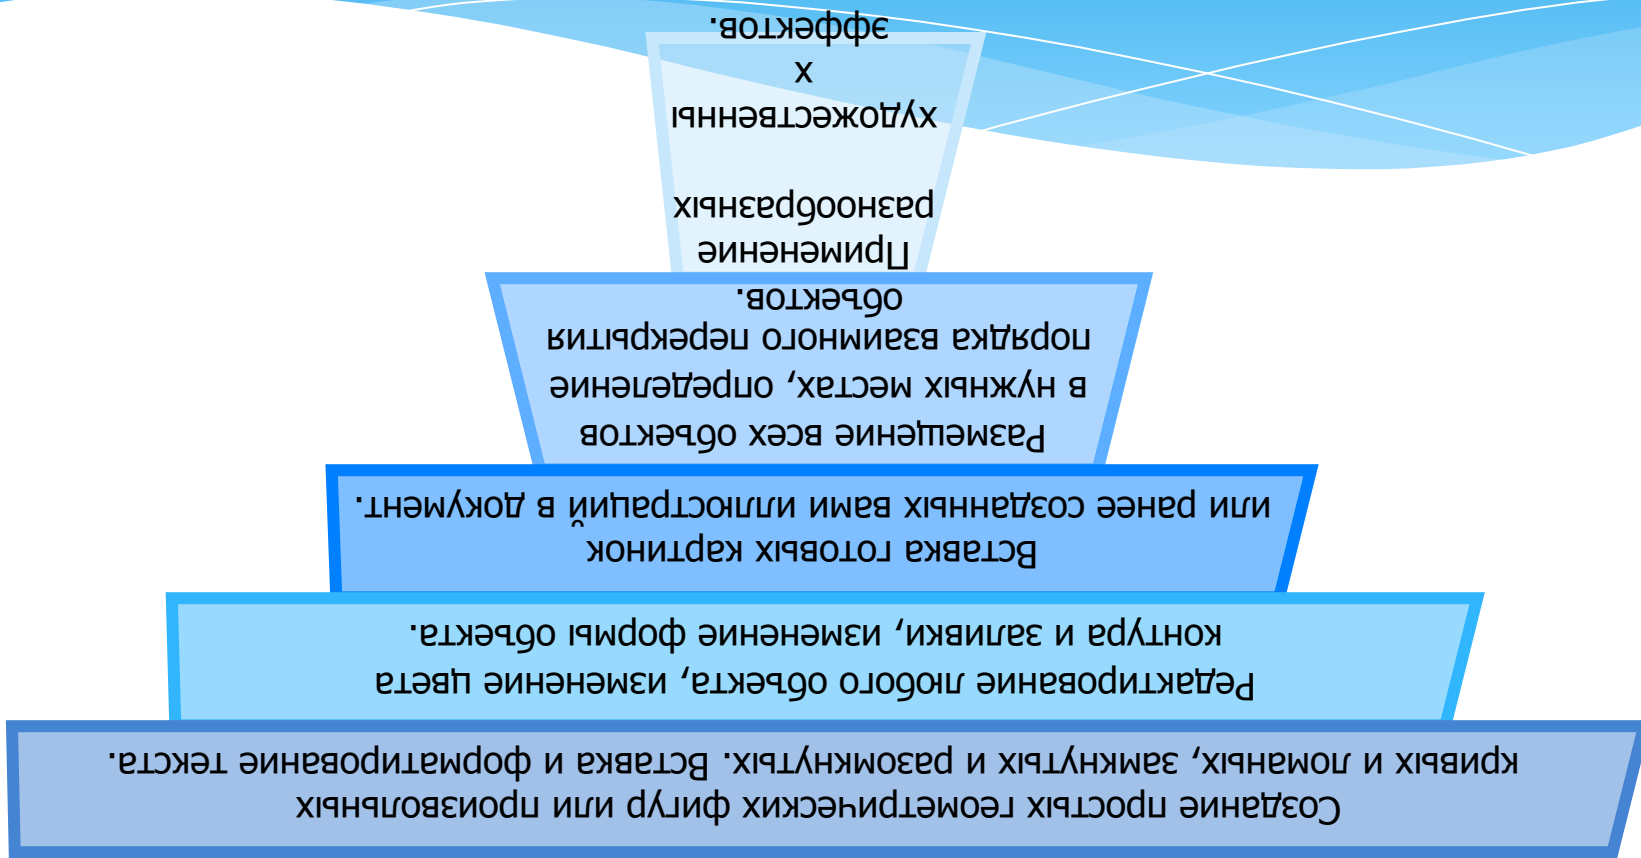 Создание простых геометрических фигур или произвольных
кривых и ломаных, замкнутых и разомкнутых. Вставка и форматирование текста.
Редактирование любого объекта, изменение цвета
контура и заливки, изменение формы объекта.
Вставка готовых картинок
или ранее созданных вами иллюстраций в документ.
Размещение всех объектов
в нужных местах, определение
порядка взаимного перекрытия
объектов.
Применение
разнообразных
художественны
х
эффектов.